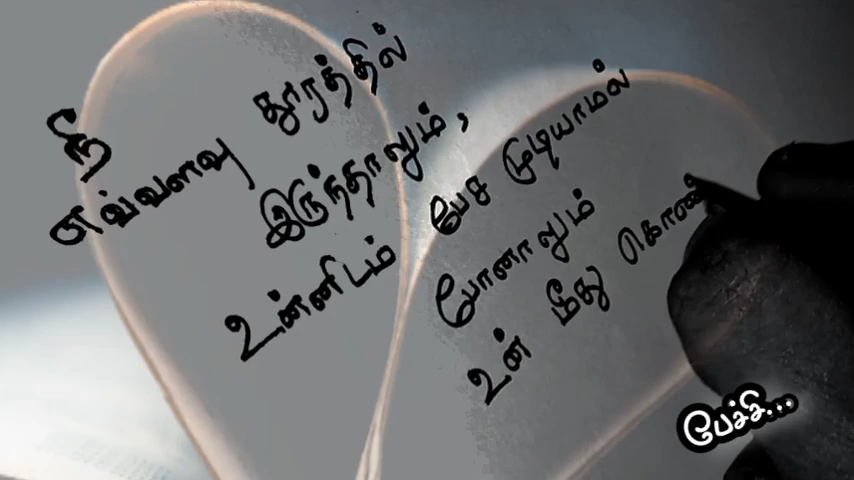 நீ
எவ்வளவு தூரத்தில்
இருந்தாலும்,
உன்னிடம் பேச முடியாமல்
போனாலும்
உன் மீது கொண்
பேச்சி...